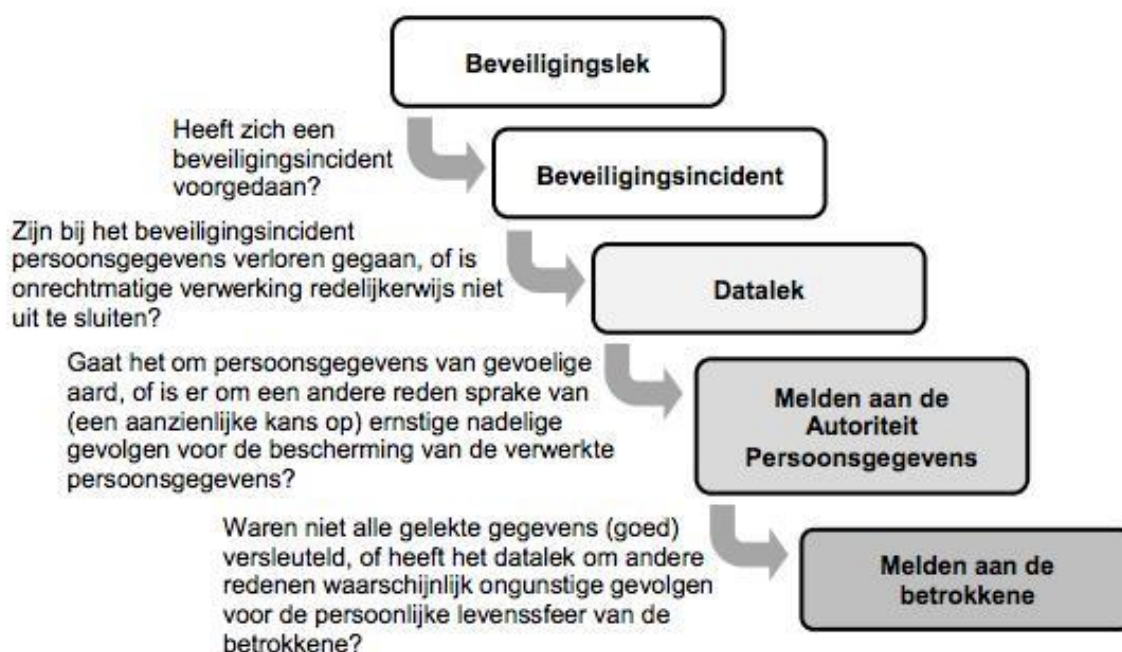 Beveiligingslek
Heeft zich een
beveiligingsincident
voorgedaan?
Beveiligingsincident
Zijn bij het beveiligingsincident
persoonsgegevens verloren gegaan, of is
onrechtmatige verwerking redelijkerwijs niet
uit te sluiten?
Datalek
Gaat het om persoonsgegevens van gevoelige
aard, of is er om een andere reden sprake van
(een aanzienlijke kans op) ernstige nadelige
gevolgen voor de bescherming van de verwerkte
persoonsgegevens?
Melden aan de
Autoriteit
Persoonsgegevens
Waren niet alle gelekte gegevens (goed)
versleuteld, of heeft het datalek om andere
redenen waarschijnlijk ongunstige gevolgen
voor de persoonlijke levenssfeer van de
betrokkene?
Melden aan de
betrokkene